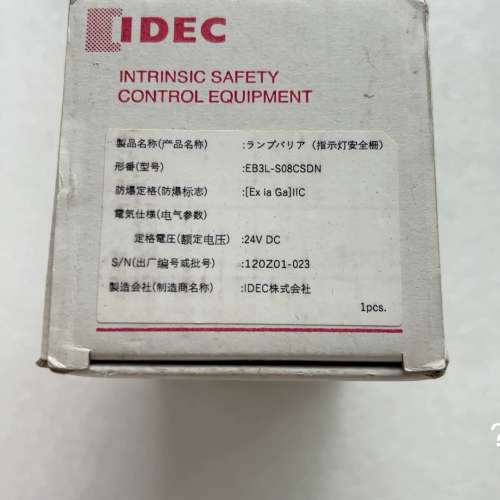 IDEC
INTRINSIC SAFETY
CONTROL EQUIPMENT
製品名称(产品名称) :ランプバリア (指示灯安全栅)
形番(型号) :EB3L-S08CSDN
防爆定格(防爆标志) :[Ex ia Ga]IIC
電気仕様(电气参数)
定格電圧(额定电压) :24V DC
S/N(出厂编号或批号) :120Z01-023
製造会社(制造商名称) :IDEC株式会社
1pcs.
?